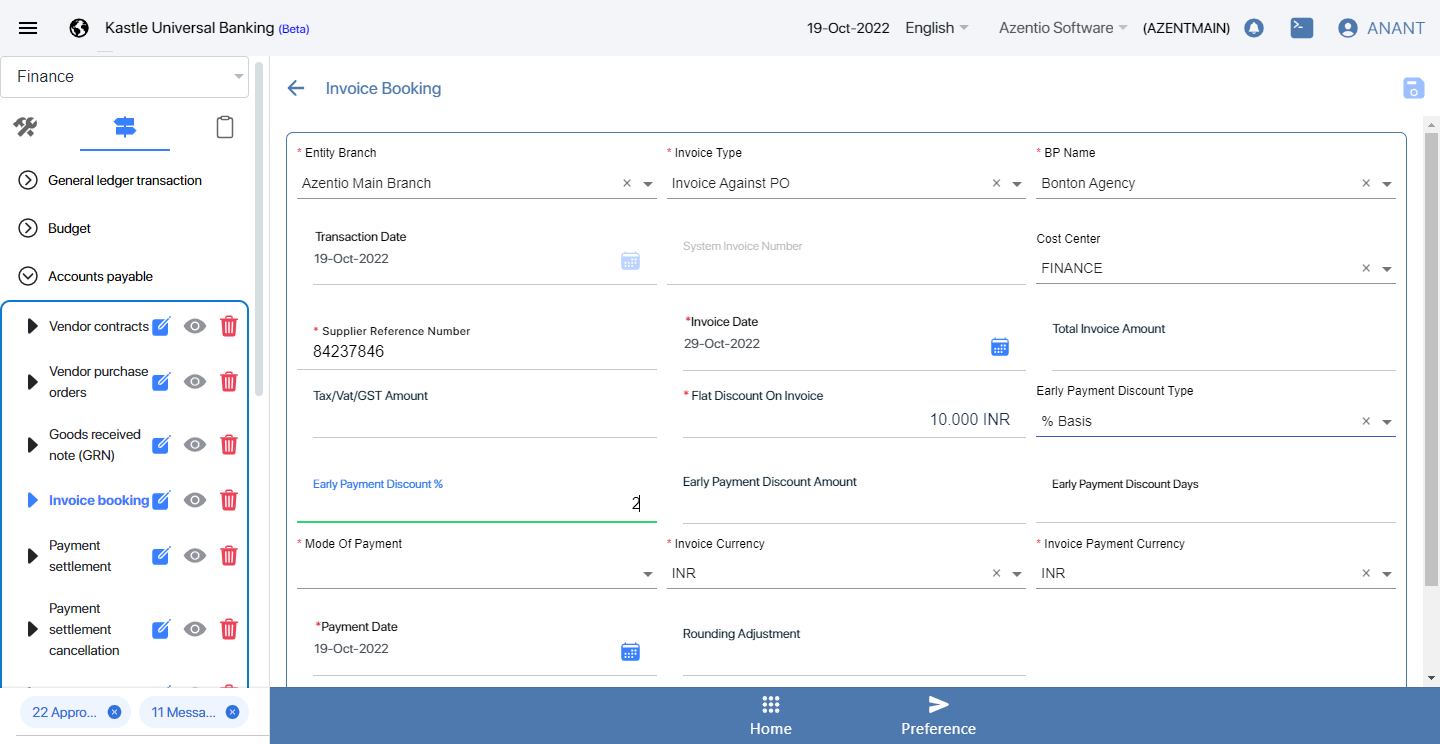 Kastle Universal Banking (Beta)
19-Oct-2022
English
Azentio Software
(AZENTMAIN)
ANANT
Finance
General ledger transaction
Budget
Accounts payable
Vendor contracts
Vendor purchase
orders
Goods received
note (GRN)
Invoice booking
Payment
settlement
Payment
settlement
cancellation
22 Appro...
11 Messa...
Invoice Booking
* Entity Branch
Azentio Main Branch
* Invoice Type
Invoice Against PO
* BP Name
Bonton Agency
Transaction Date
19-Oct-2022
System Invoice Number
Cost Center
FINANCE
* Supplier Reference Number
84237846
*Invoice Date
29-Oct-2022
Total Invoice Amount
Tax/Vat/GST Amount
* Flat Discount On Invoice
10.000 INR
Early Payment Discount Type
% Basis
Early Payment Discount %
2
Early Payment Discount Amount
Early Payment Discount Days
* Mode Of Payment
* Invoice Currency
INR
* Invoice Payment Currency
INR
*Payment Date
19-Oct-2022
Rounding Adjustment
Home
Preference